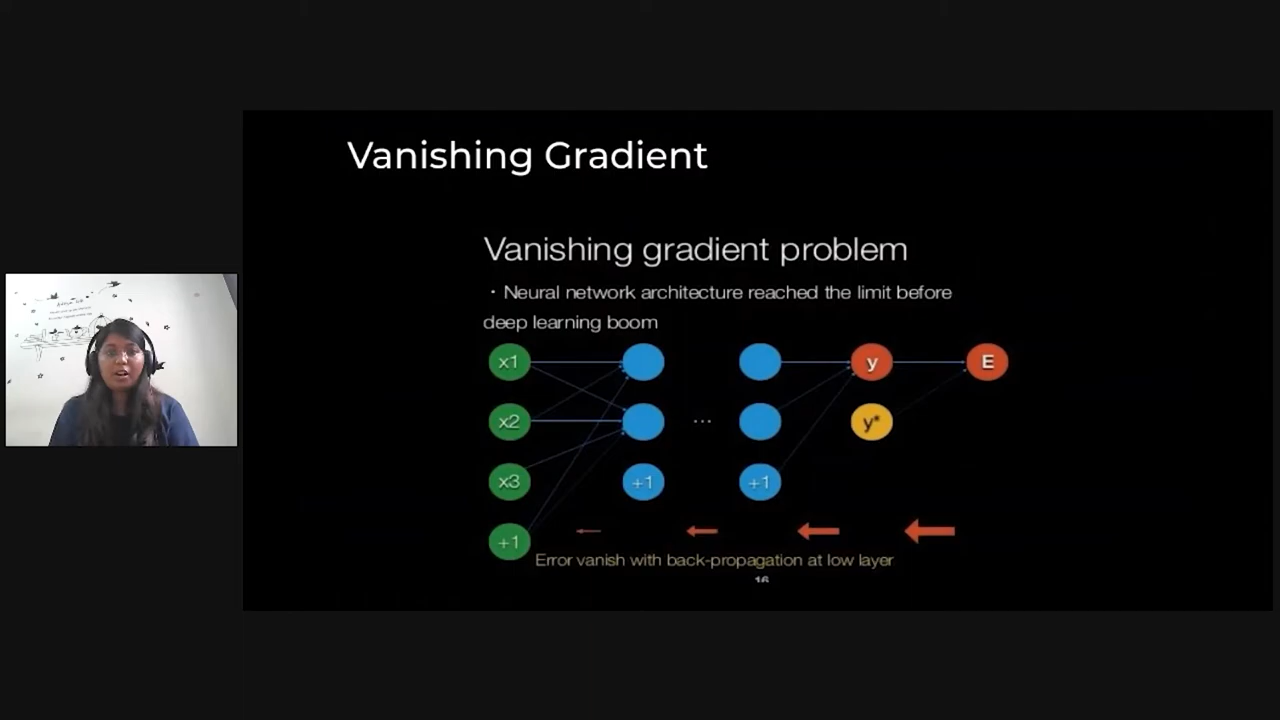 Vanishing Gradient
Vanishing gradient problem
・Neural network architecture reached the limit before
deep learning boom
x1 y E
x2 ... y*
x3 +1 +1
+1
Error vanish with back-propagation at low layer
16